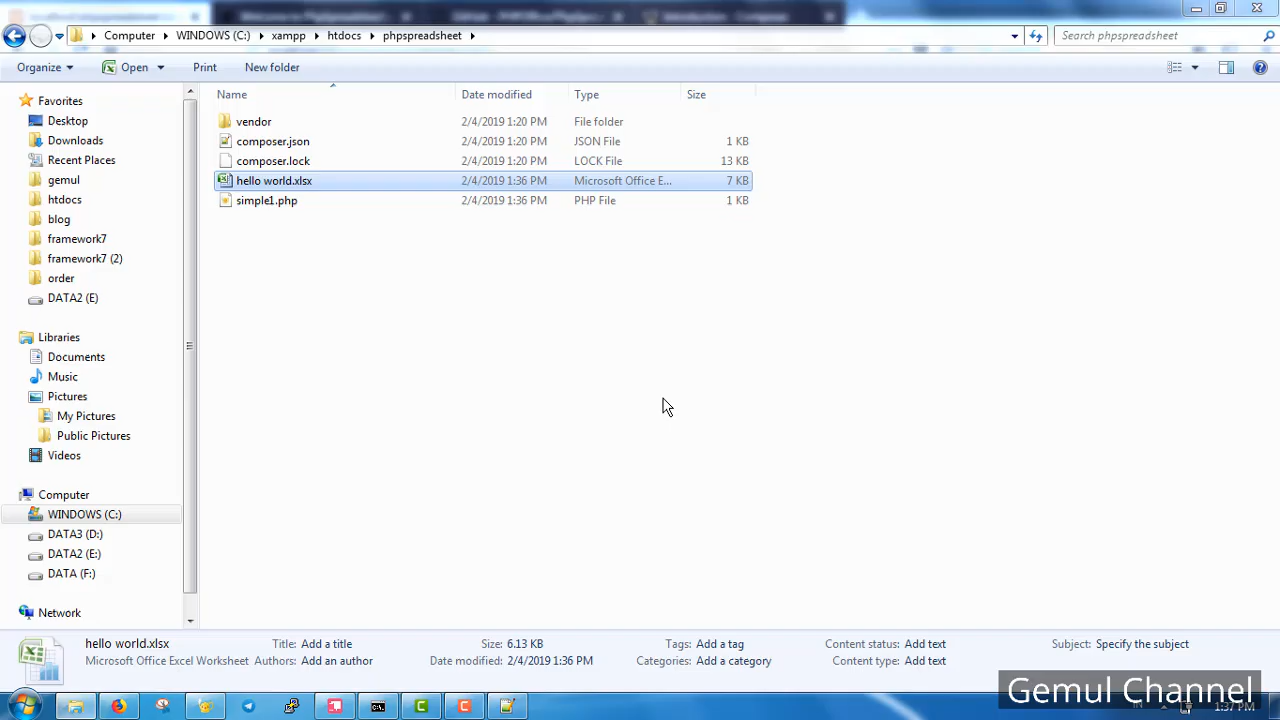 Computer WINDOWS (C:) xampp htdocs phpspreadsheet
Search phpspreadsheet
Organize Open Print New folder
Name Date modified Type Size
vendor 2/4/2019 1:20 PM File folder
composer.json 2/4/2019 1:20 PM JSON File 1 KB
composer.lock 2/4/2019 1:20 PM LOCK File 13 KB
hello world.xlsx 2/4/2019 1:36 PM Microsoft Office E... 7 KB
simple1.php 2/4/2019 1:36 PM PHP File 1 KB
Favorites
Desktop
Downloads
Recent Places
gemul
htdocs
blog
framework7
framework7 (2)
order
DATA2 (E)
Libraries
Documents
Music
Pictures
My Pictures
Public Pictures
Videos
Computer
WINDOWS (C:)
DATA3 (D:)
DATA2 (E:)
DATA (F:)
Network
hello world.xlsx Title: Add a title Size: 6.13 KB Tags: Add a tag Content status: Add text Subject: Specify the subject
Microsoft Office Excel Worksheet Authors: Add an author Date modified: 2/4/2019 1:36 PM Categories: Add a category Content type: Add text
Gemul Channel
1:37 PM